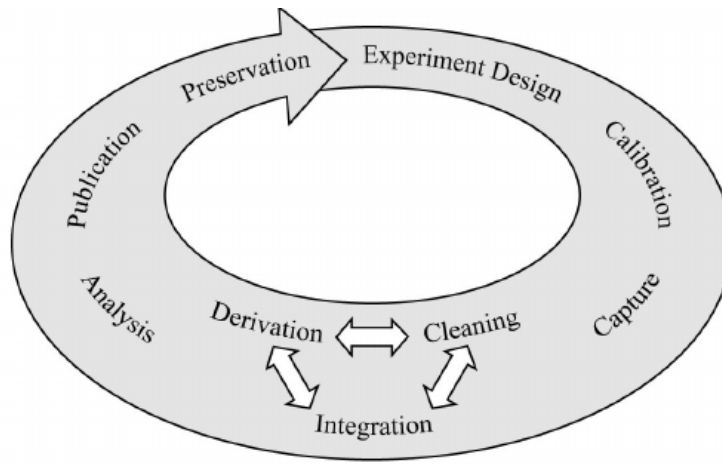 Preservation
Experiment Design
Calibration
Capture
Cleaning
Integration
Derivation
Analysis
Publication